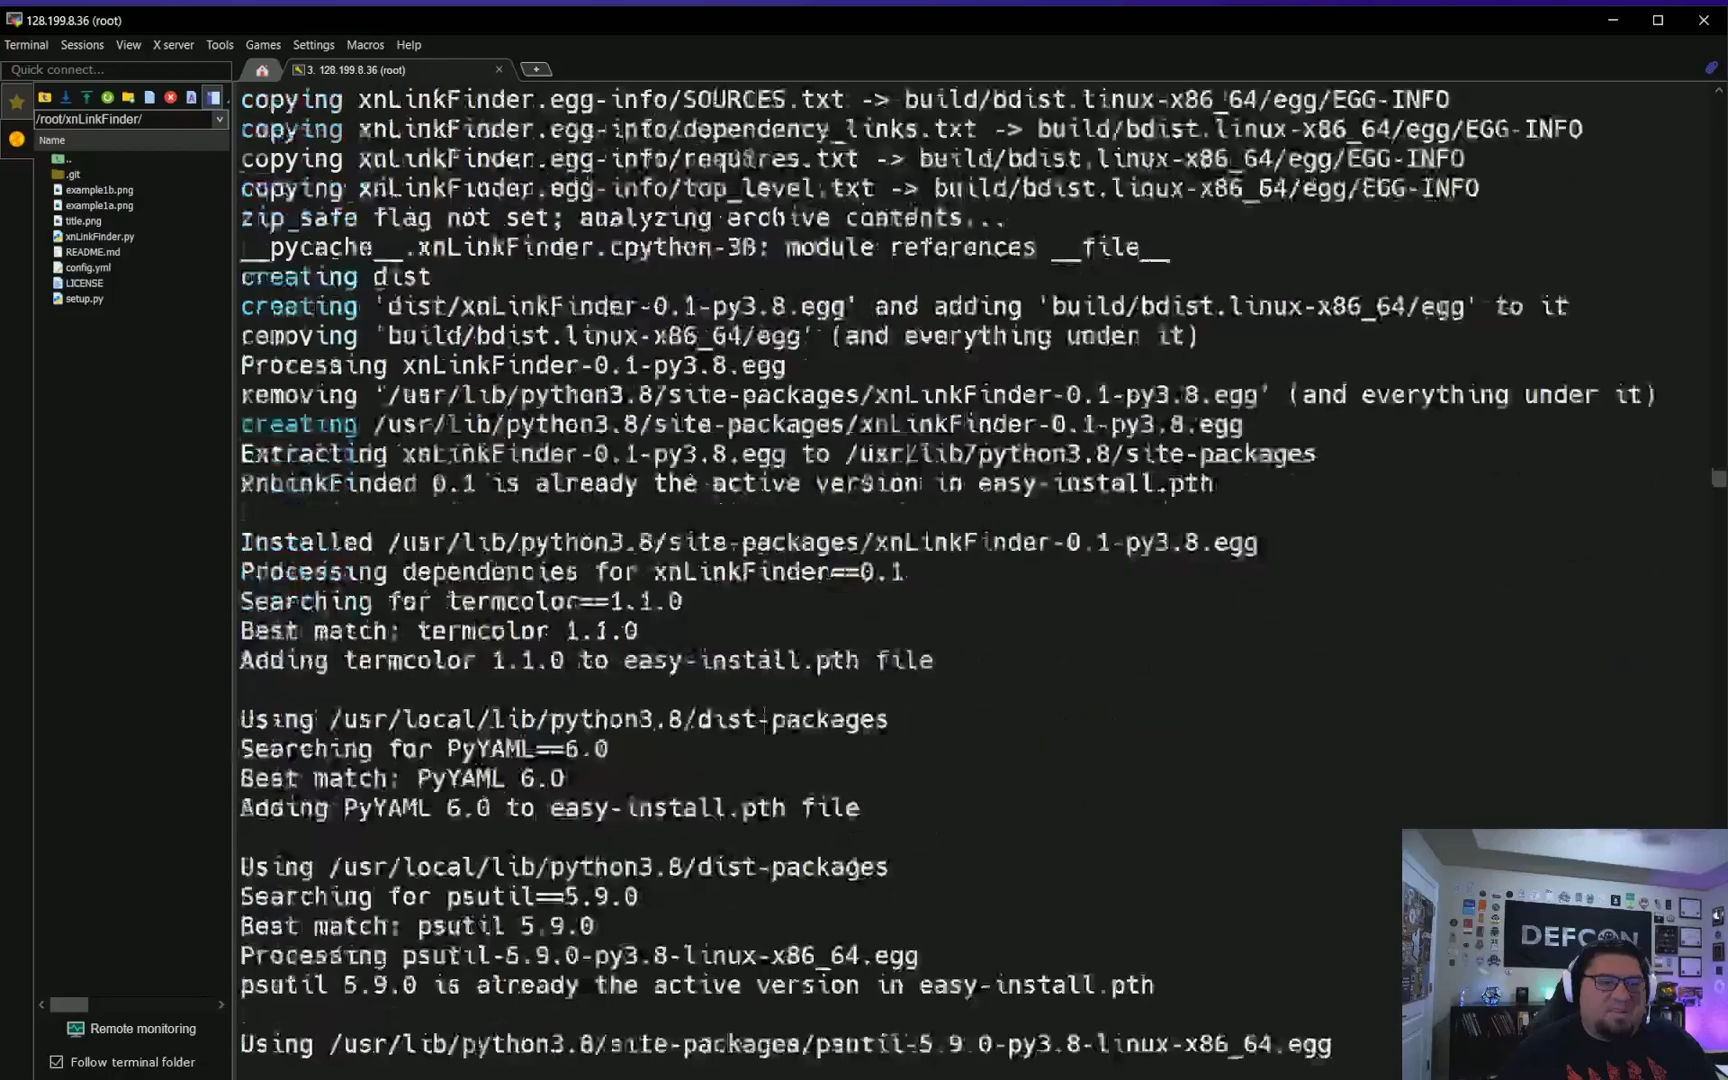 128.199.8.36 (root)
Terminal Sessions View X server Tools Games Settings Macros Help
Quick connect...
3. 128.199.8.36 (root)
/root/xnLinkFinder/
Name
..
.git
example1b.png
example1a.png
title.png
xnLinkFinder.py
README.md
config.yml
LICENSE
setup.py
Remote monitoring
Follow terminal folder
copying xnLinkFinder.egg-info/SOURCES.txt -> build/bdist.linux-x86_64/egg/EGG-INFO
copying xnLinkFinder.egg-info/dependency_links.txt -> build/bdist.linux-x86_64/egg/EGG-INFO
copying xnLinkFinder.egg-info/requires.txt -> build/bdist.linux-x86_64/egg/EGG-INFO
copying xnLinkFinder.egg-info/top_level.txt -> build/bdist.linux-x86_64/egg/EGG-INFO
zip_safe flag not set; analyzing archive contents...
__pycache__.xnLinkFinder.cpython-38: module references __file__
creating dist
creating 'dist/xnLinkFinder-0.1-py3.8.egg' and adding 'build/bdist.linux-x86_64/egg' to it
removing 'build/bdist.linux-x86_64/egg' (and everything under it)
Processing xnLinkFinder-0.1-py3.8.egg
removing '/usr/lib/python3.8/site-packages/xnLinkFinder-0.1-py3.8.egg' (and everything under it)
creating /usr/lib/python3.8/site-packages/xnLinkFinder-0.1-py3.8.egg
Extracting xnLinkFinder-0.1-py3.8.egg to /usr/lib/python3.8/site-packages
xnLinkFinder 0.1 is already the active version in easy-install.pth
Installed /usr/lib/python3.8/site-packages/xnLinkFinder-0.1-py3.8.egg
Processing dependencies for xnLinkFinder==0.1
Searching for termcolor==1.1.0
Best match: termcolor 1.1.0
Adding termcolor 1.1.0 to easy-install.pth file
Using /usr/local/lib/python3.8/dist-packages
Searching for PyYAML==6.0
Best match: PyYAML 6.0
Adding PyYAML 6.0 to easy-install.pth file
Using /usr/local/lib/python3.8/dist-packages
Searching for psutil==5.9.0
Best match: psutil 5.9.0
Processing psutil-5.9.0-py3.8-linux-x86_64.egg
psutil 5.9.0 is already the active version in easy-install.pth
Using /usr/lib/python3.8/site-packages/psutil-5.9.0-py3.8-linux-x86_64.egg
DEFCON